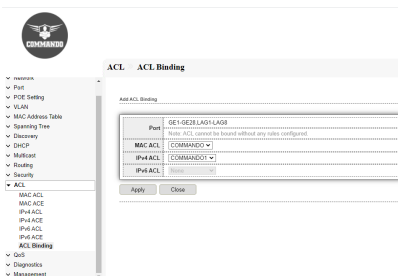 COMMANDO
ACL ACL Binding
Network
Port
POE Setting
VLAN
MAC Address Table
Spanning Tree
Discovery
DHCP
Multicast
Routing
Security
ACL
MAC ACL
MAC ACE
IPv4 ACL
IPv4 ACE
IPv6 ACL
IPv6 ACE
ACL Binding
QoS
Diagnostics
Management
Add ACL Binding
Port
GE1-GE28,LAG1-LAG8
Note: ACL cannot be bound without any rules configured.
MAC ACL COMMANDO
IPv4 ACL COMMANDO1
IPv6 ACL None
Apply Close